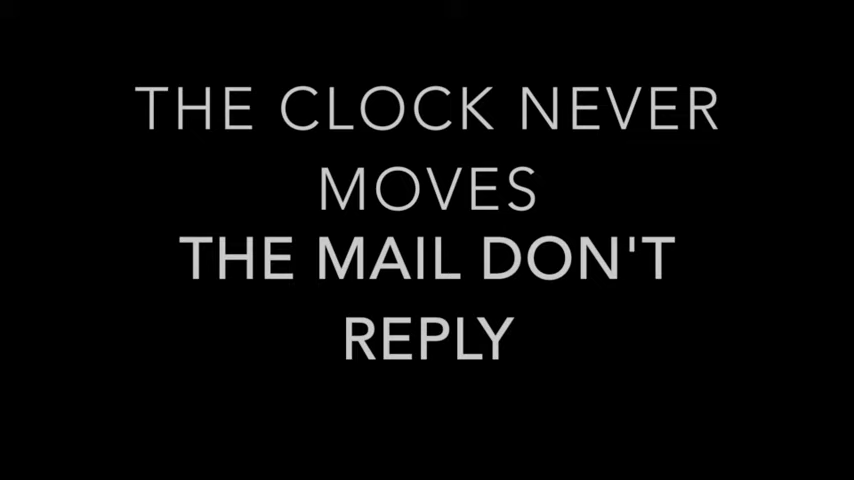 THE CLOCK NEVER
MOVES
THE MAIL DON'T
REPLY